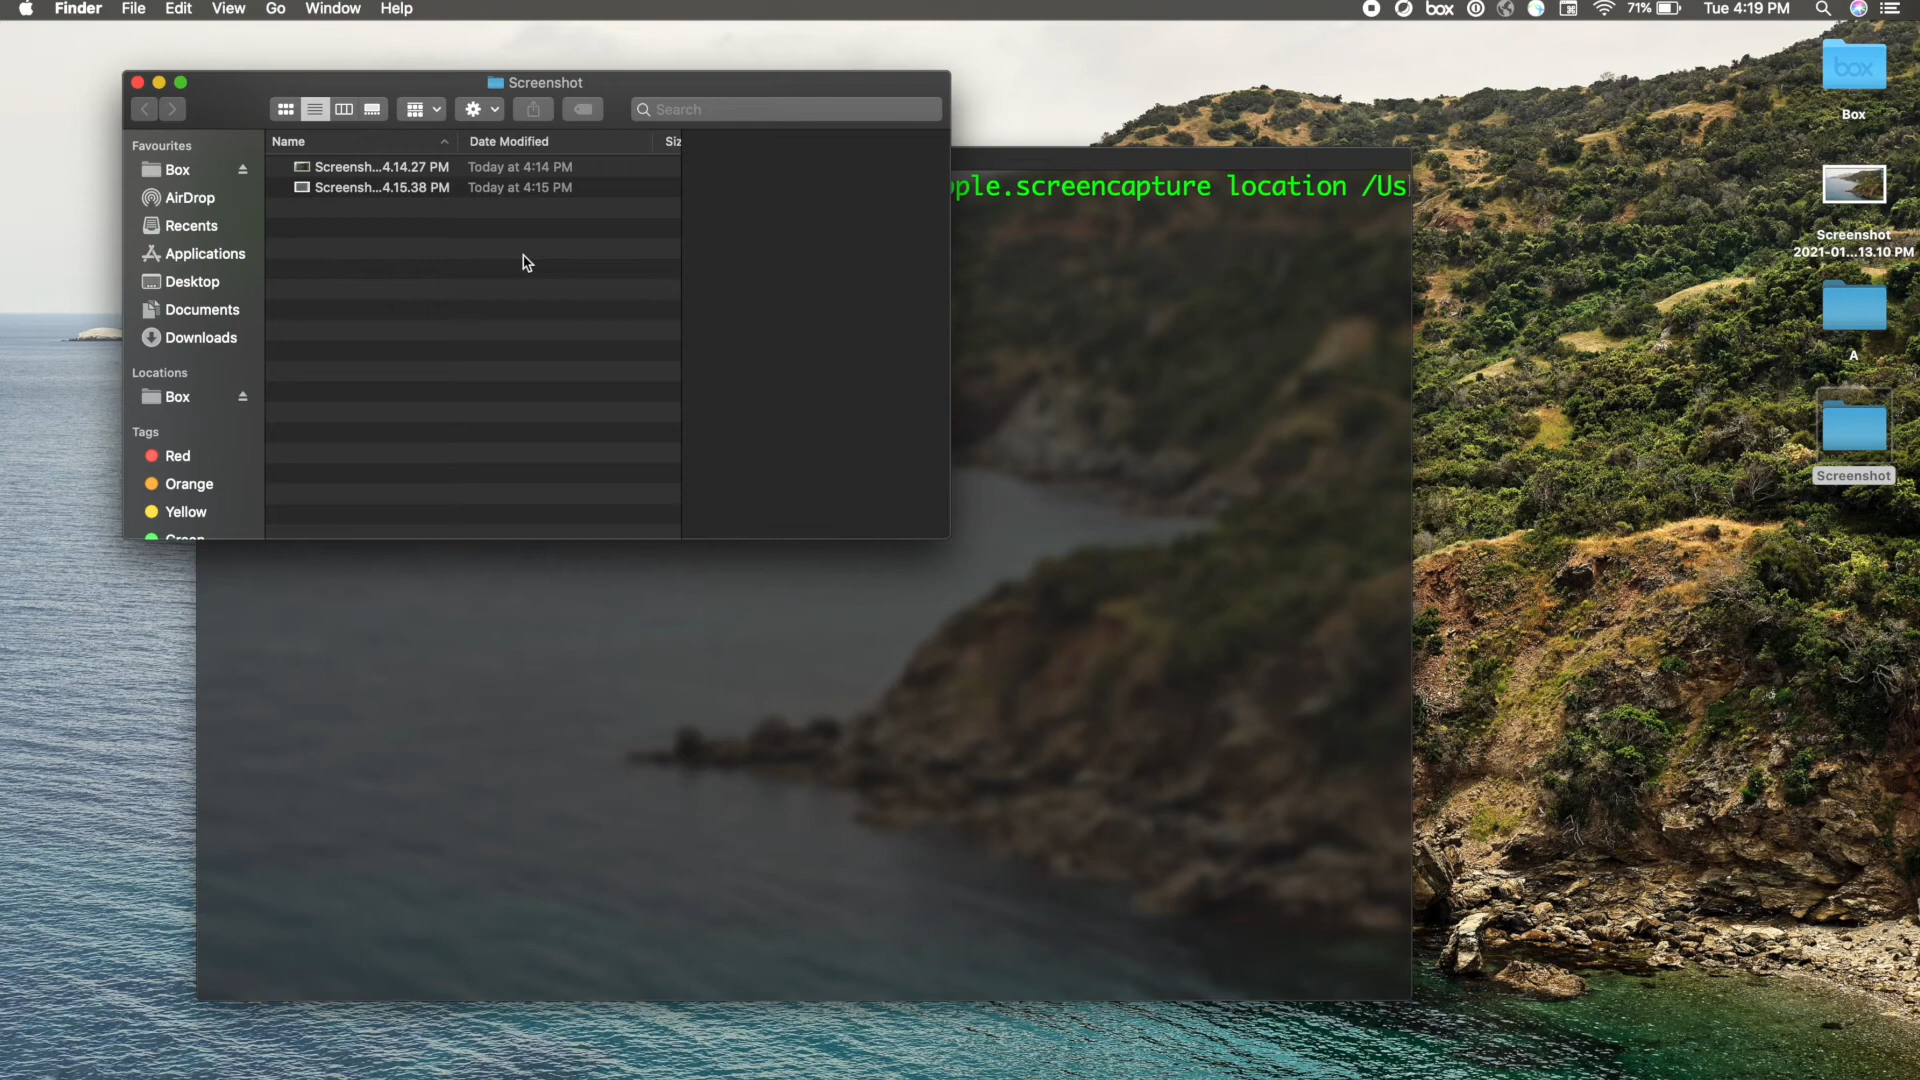 Finder File Edit View Go Window Help
box 71% Tue 4:19 PM
Screenshot
Search
Favourites
Box
AirDrop
Recents
Applications
Desktop
Documents
Downloads
Locations
Box
Tags
Red
Orange
Yellow
Green
Name Date Modified Siz
Screensh...4.14.27 PM Today at 4:14 PM
Screensh...4.15.38 PM Today at 4:15 PM
pple.screencapture location /Us
box
Box
Screenshot
2021-01...13.10 PM
A
Screenshot